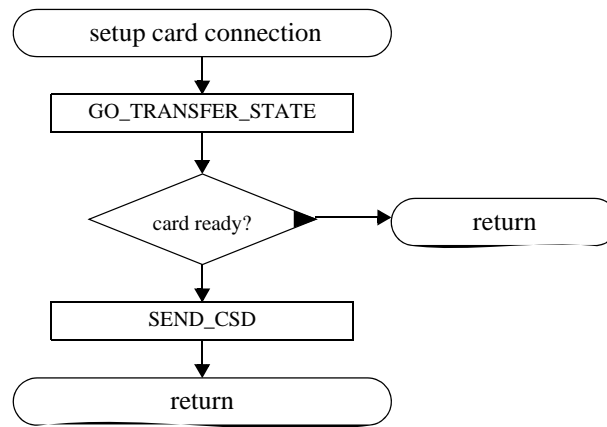 setup card connection
GO_TRANSFER_STATE
card ready?
return
SEND_CSD
return